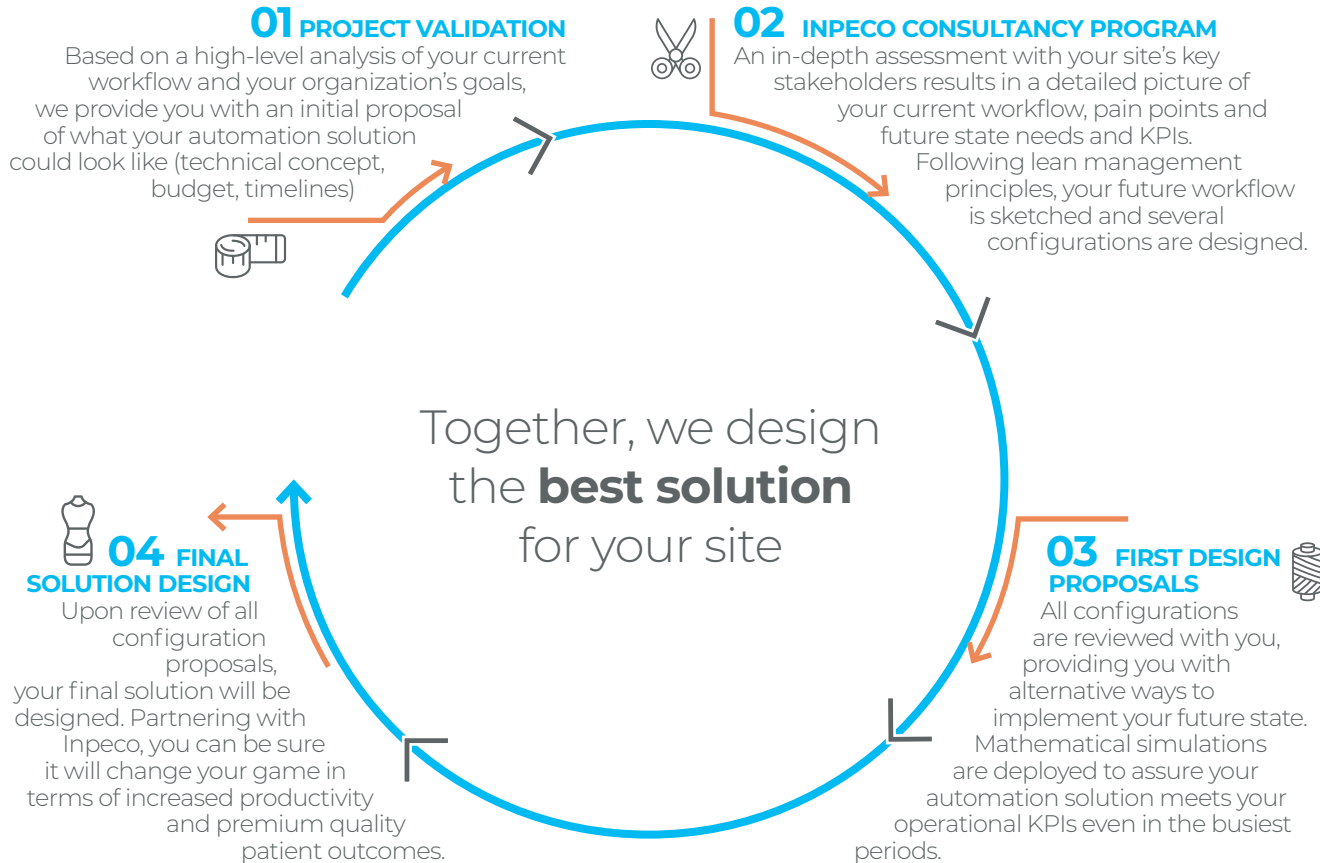 01 PROJECT VALIDATION
Based on a high-level analysis of your current
workflow and your organization's goals,
we provide you with an initial proposal
of what your automation solution
could look like (technical concept,
budget, timelines)
02 INPECO CONSULTANCY PROGRAM
An in-depth assessment with your site's key
stakeholders results in a detailed picture of
your current workflow, pain points and
future state needs and KPIs.
Following lean management
principles, your future workflow
is sketched and several
configurations are designed.
Together, we design
the best solution
for your site
03 FIRST DESIGN
PROPOSALS
All configurations
are reviewed with you,
providing you with
alternative ways to
implement your future state.
Mathematical simulations
are deployed to assure your
automation solution meets your
operational KPIs even in the busiest
periods.
04 FINAL
SOLUTION DESIGN
Upon review of all
configuration
proposals,
your final solution will be
designed. Partnering with
Inpeco, you can be sure
it will change your game in
terms of increased productivity
and premium quality
patient outcomes.